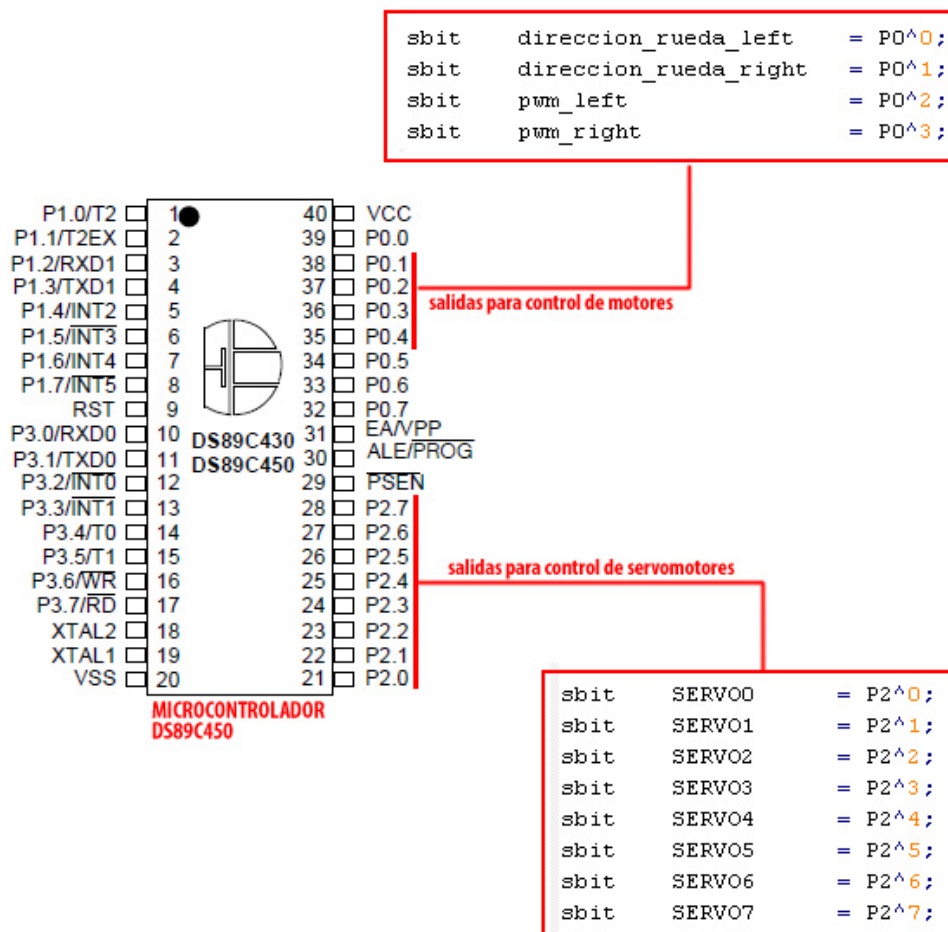 sbit direccion_rueda_left = P0^0;
sbit direccion_rueda_right = P0^1;
sbit pwm_left = P0^2;
sbit pwm_right = P0^3;
P1.0/T2 1 40 VCC
P1.1/T2EX 2 39 P0.0
P1.2/RXD1 3 38 P0.1
P1.3/TXD1 4 37 P0.2
salidas para control de motores
P1.4/INT2 5 36 P0.3
P1.5/INT3 6 35 P0.4
P1.6/INT4 7 34 P0.5
P1.7/INT5 8 33 P0.6
RST 9 32 P0.7
P3.0/RXD0 10 31 EA/VPP
DS89C430
P3.1/TXD0 11 30 ALE/PROG
DS89C450
P3.2/INT0 12 29 PSEN
P3.3/INT1 13 28 P2.7
P3.4/T0 14 27 P2.6
P3.5/T1 15 26 P2.5
salidas para control de servomotores
P3.6/WR 16 25 P2.4
P3.7/RD 17 24 P2.3
XTAL2 18 23 P2.2
XTAL1 19 22 P2.1
VSS 20 21 P2.0
MICROCONTROLADOR
DS89C450
sbit SERVO0 = P2^0;
sbit SERVO1 = P2^1;
sbit SERVO2 = P2^2;
sbit SERVO3 = P2^3;
sbit SERVO4 = P2^4;
sbit SERVO5 = P2^5;
sbit SERVO6 = P2^6;
sbit SERVO7 = P2^7;